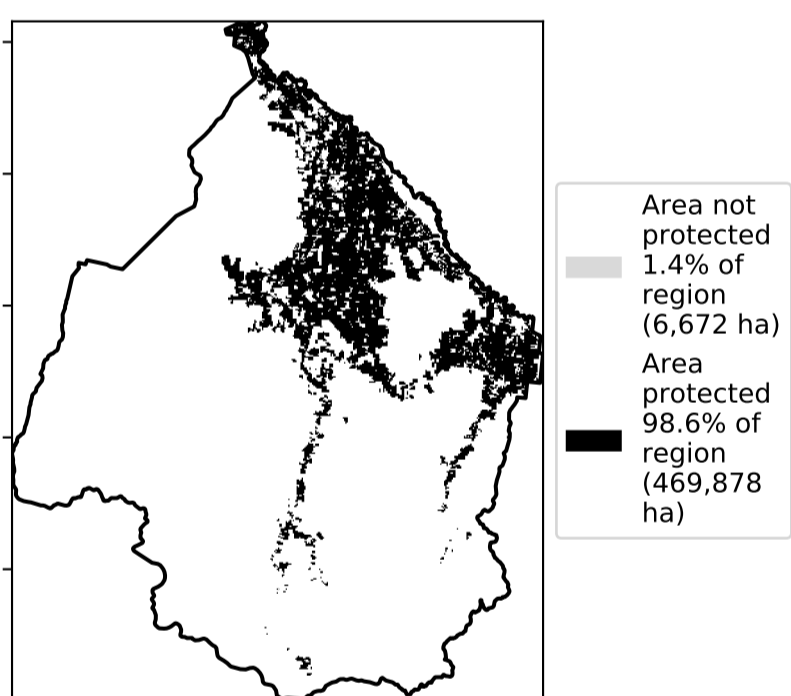 Area not
protected
1.4% of
region
(6,672 ha)
Area
protected
98.6% of
region
(469,878
ha)